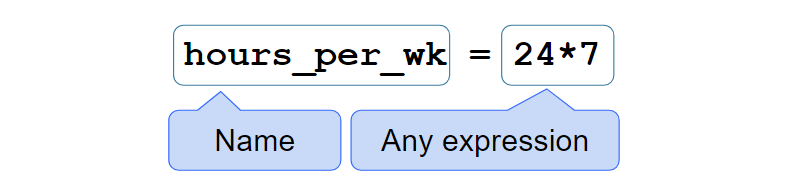 hours_per_wk = 24*7
Name Any expression